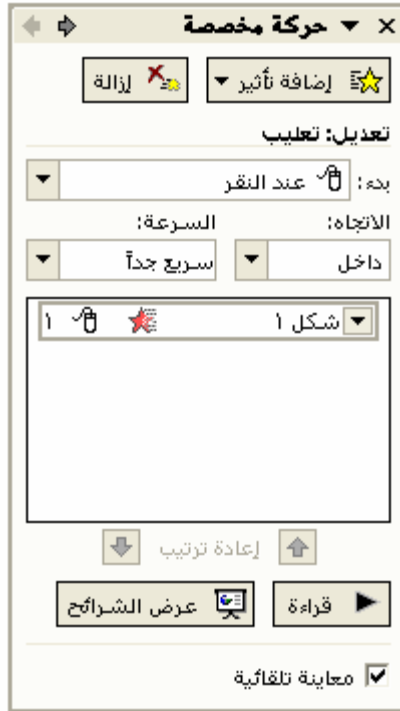 حركة مخصصة
إضافة تأثير إزالة
تعديل: تعليب
بدء: عند النقر
الاتجاه: السرعة:
داخل سريع جداً
شكل ١ ١
إعادة ترتيب
قراءة عرض الشرائح
معاينة تلقائية